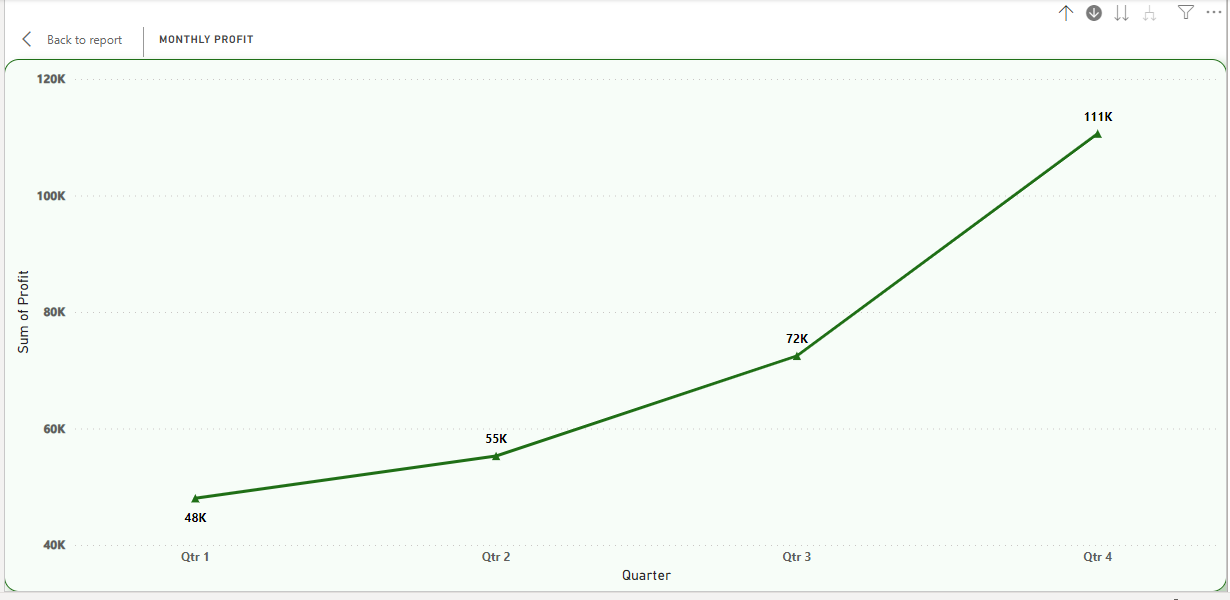 Back to report
MONTHLY PROFIT
120K
111K
100K
80K
72K
60K
55K
48K
40K
Sum of Profit
Qtr 1 Qtr 2 Qtr 3 Qtr 4
Quarter